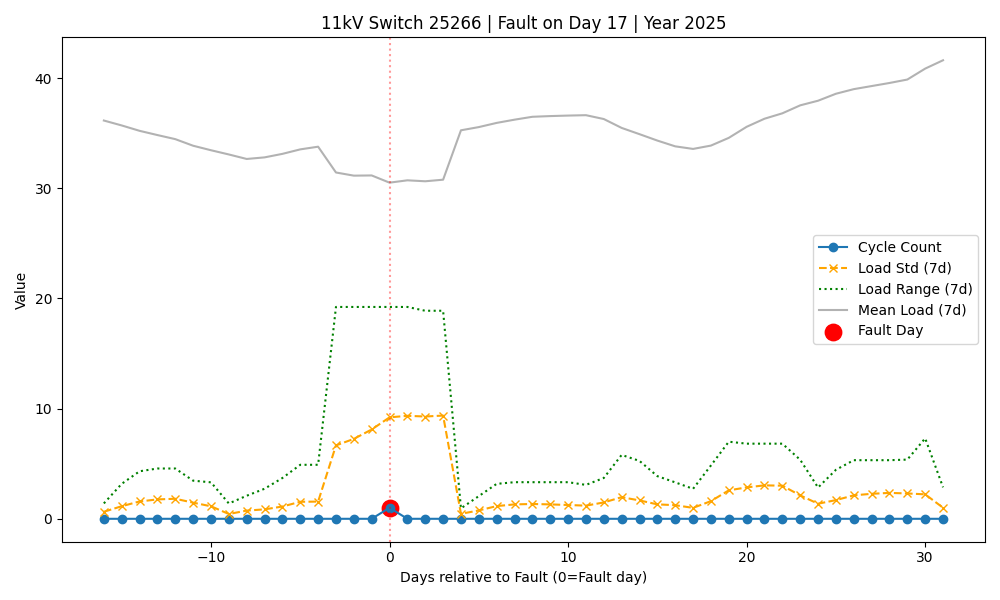 11kV Switch 25266 | Fault on Day 17 | Year 2025
Value
40
30
20
10
0
Cycle Count
Load Std (7d)
Load Range (7d)
Mean Load (7d)
Fault Day
−10
0
10
20
30
Days relative to Fault (0=Fault day)